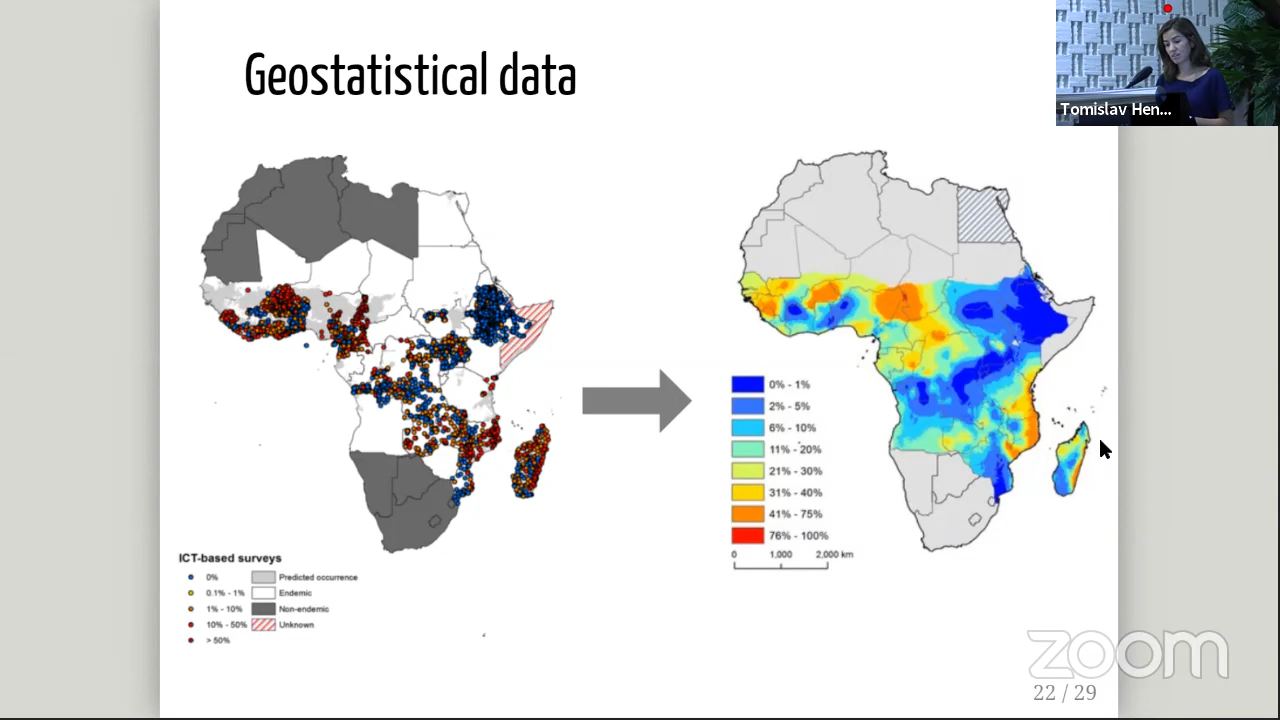 Geostatistical data
Tomislav Hen...
ICT-based surveys
0%
0.1% - 1%
1% - 10%
10% - 50%
> 50%
Predicted occurrence
Endemic
Non-endemic
Unknown
0% - 1%
2% - 5%
6% - 10%
11% - 20%
21% - 30%
31% - 40%
41% - 75%
76% - 100%
0 1,000 2,000 km
zoom
22 / 29